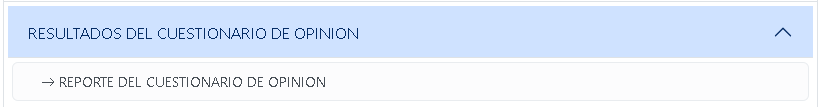 RESULTADOS DEL CUESTIONARIO DE OPINION
→ REPORTE DEL CUESTIONARIO DE OPINION